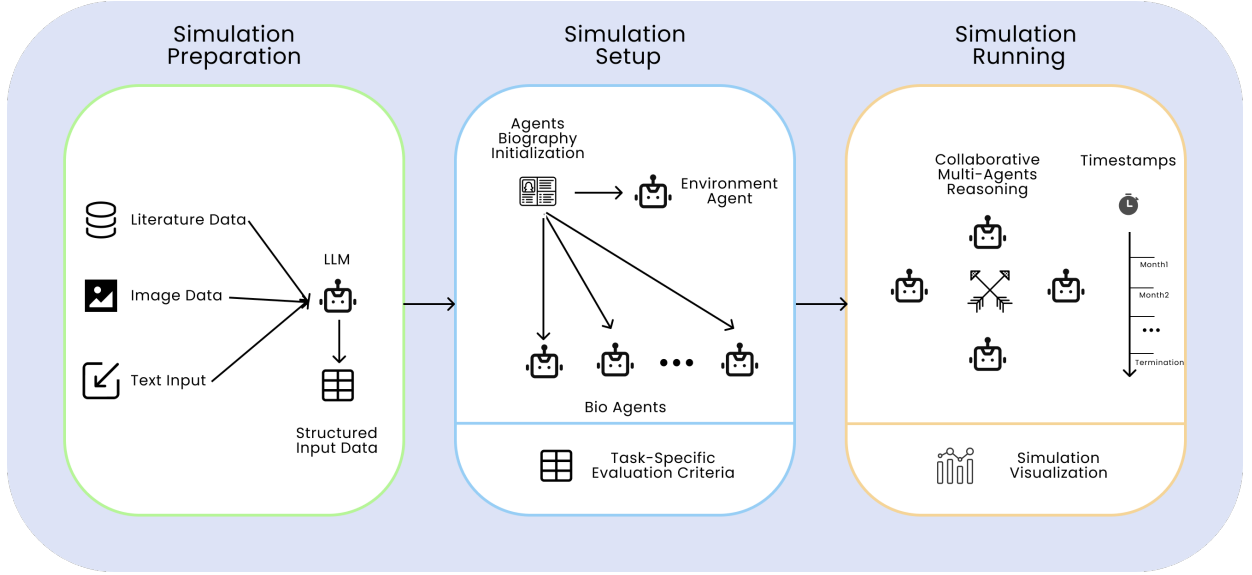 Simulation
Preparation
Literature Data
Image Data
Text Input
LLM
Structured
Input Data
Simulation
Setup
Agents
Biography
Initialization
Environment
Agent
Bio Agents
Task-Specific
Evaluation Criteria
Simulation
Running
Collaborative
Multi-Agents
Reasoning
Timestamps
Month1
Month2
Termination
Simulation
Visualization